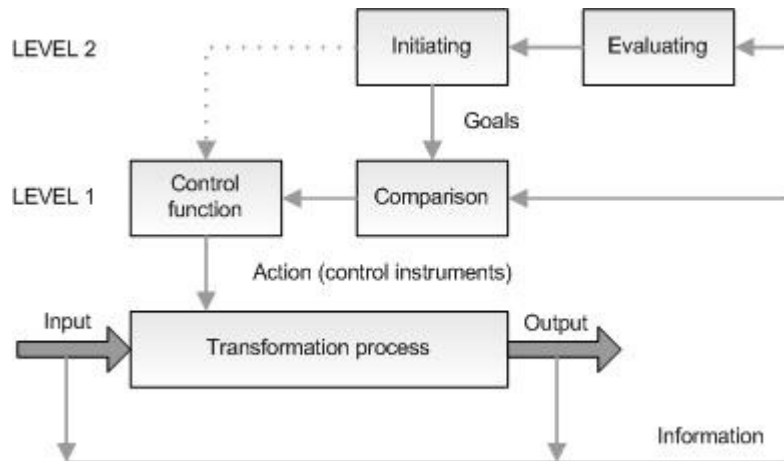 LEVEL 2
Initiating
Evaluating
Goals
LEVEL 1
Control
function
Comparison
Action (control instruments)
Input
Transformation process
Output
Information